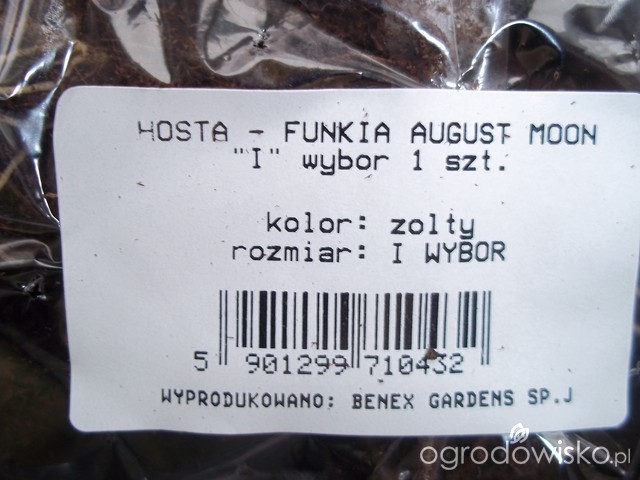 HOSTA - FUNKIA AUGUST MOON
"I" wybor 1 szt.
kolor: zolty
rozmiar: I WYBOR
5 901299 710432
WYPRODUKOWANO: BENEX GARDENS SP.J
ogrodowisko.pl